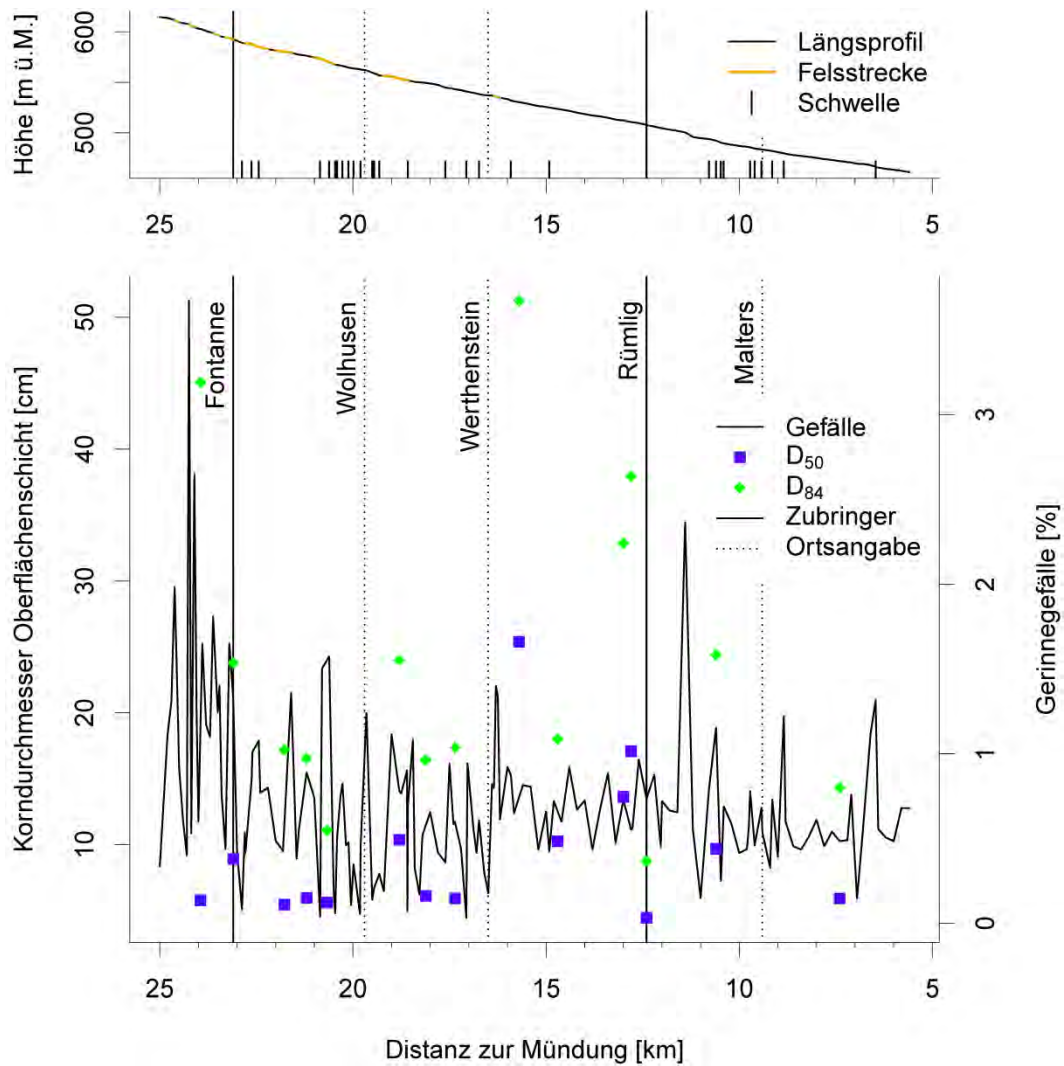 Höhe [m ü.M.]
600
500
Längsprofil
Felsstrecke
Schwelle
25
20
15
10
5
Korndurchmesser Oberflächenschicht [cm]
50
40
30
20
10
Fontanne
Wolhusen
Werthenstein
Rümlig
Malters
Gefälle
D₅₀
D₈₄
Zubringer
Ortsangabe
3
2
1
0
Gerinnegefälle [%]
25
20
15
10
5
Distanz zur Mündung [km]